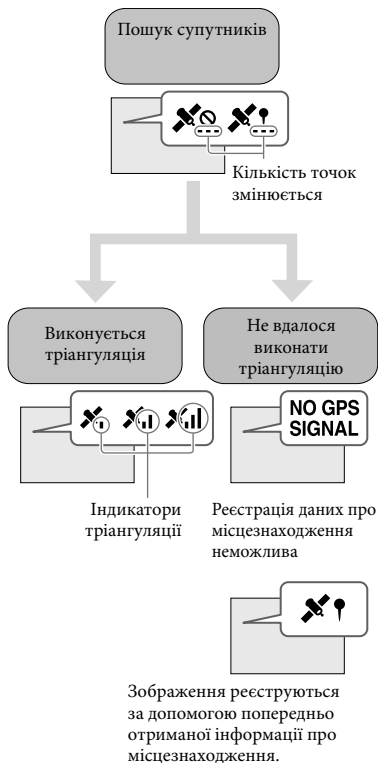 Пошук супутників
Кількість точок
змінюється
Виконується
тріангуляція
Не вдалося
виконати
тріангуляцію
NO GPS
SIGNAL
Індикатори
тріангуляції
Реєстрація даних про
місцезнаходження
неможлива
Зображення реєструються
за допомогою попередньо
отриманої інформації про
місцезнаходження.